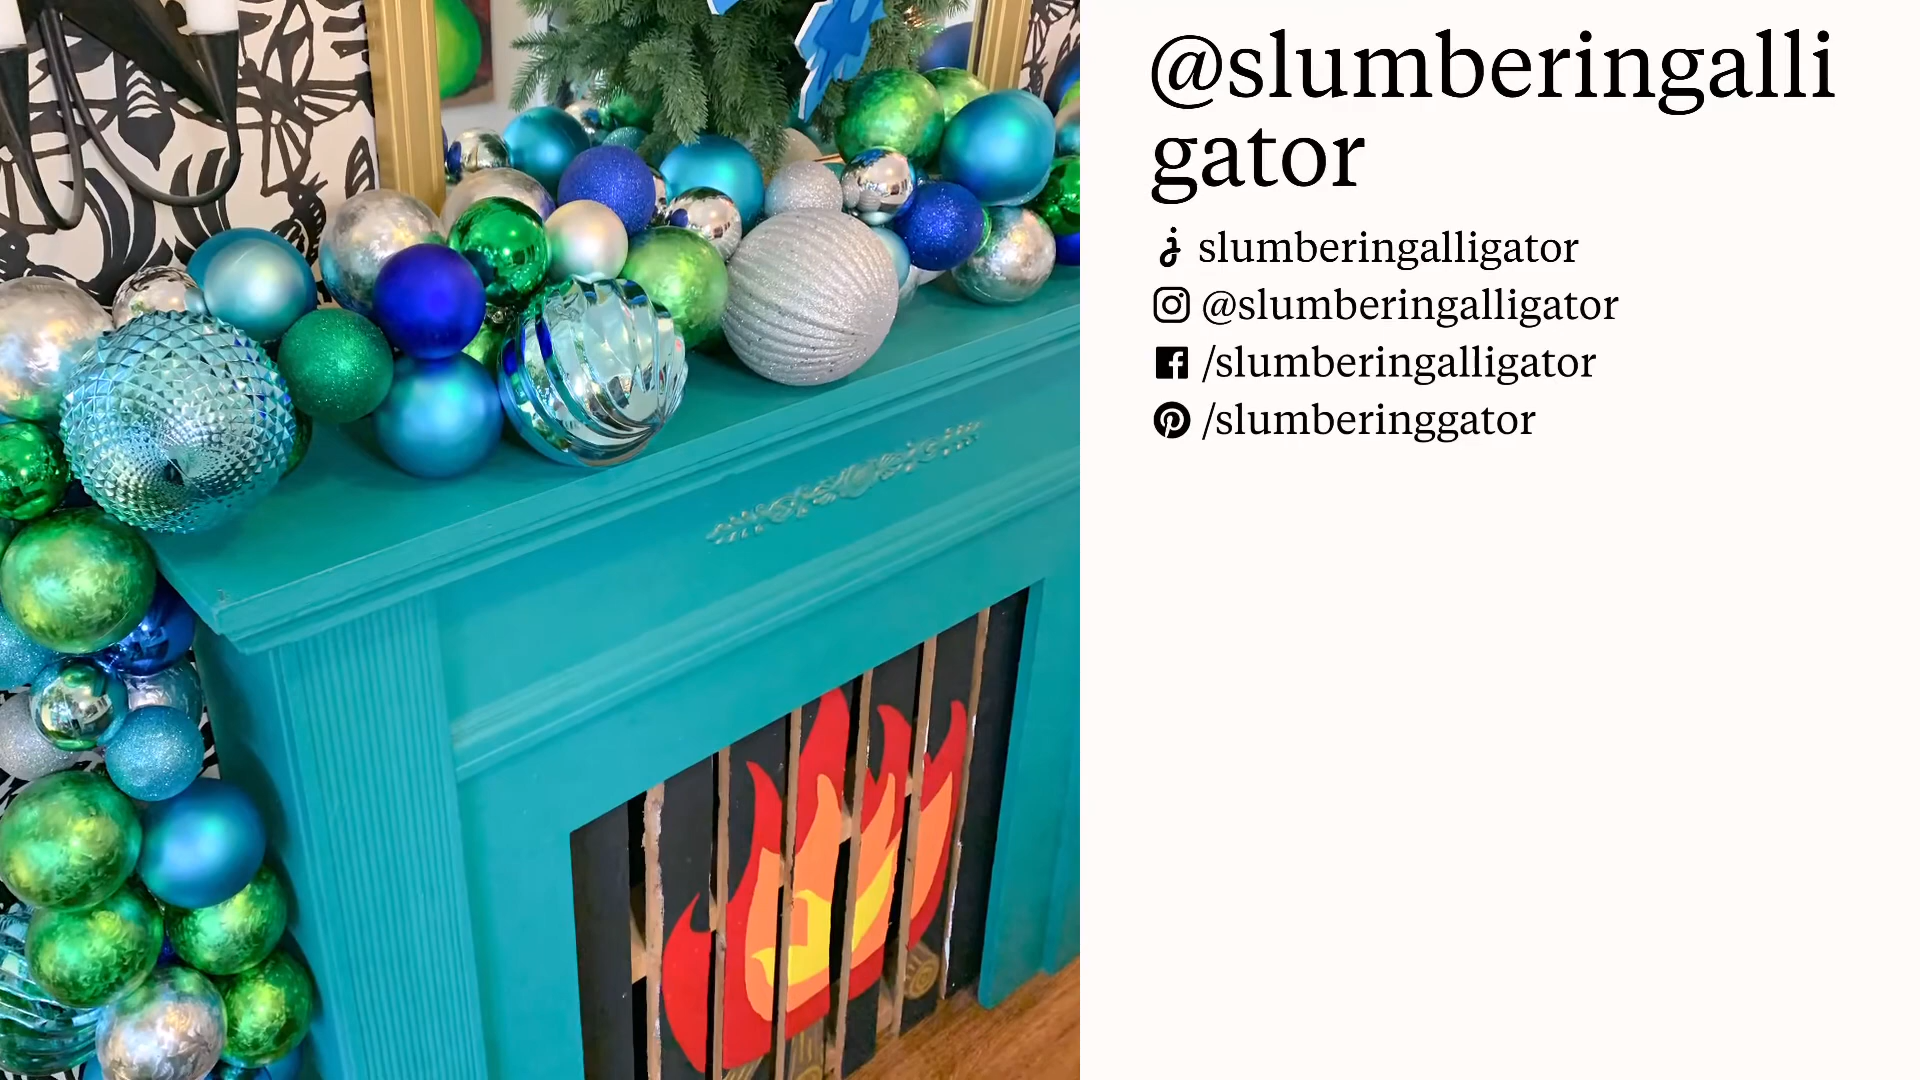 @slumberingalli
gator
slumberingalligator
@slumberingalligator
/slumberingalligator
/slumberinggator